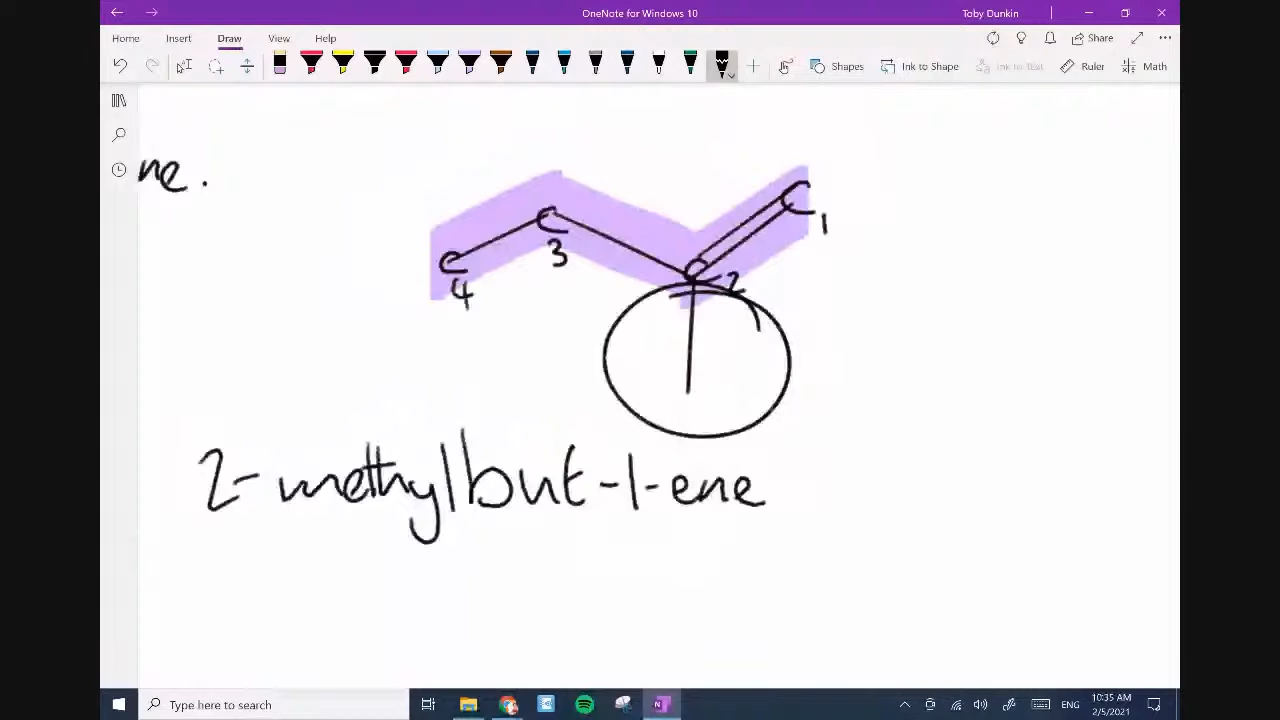 OneNote for Windows 10
Toby Dunkin
Home Insert Draw View Help
Share
Shapes Ink to Shape Ink to Text Ruler Math
ne.
1
3
2
4
2-methylbut-1-ene
Type here to search
ENG
10:35 AM
2/5/2021